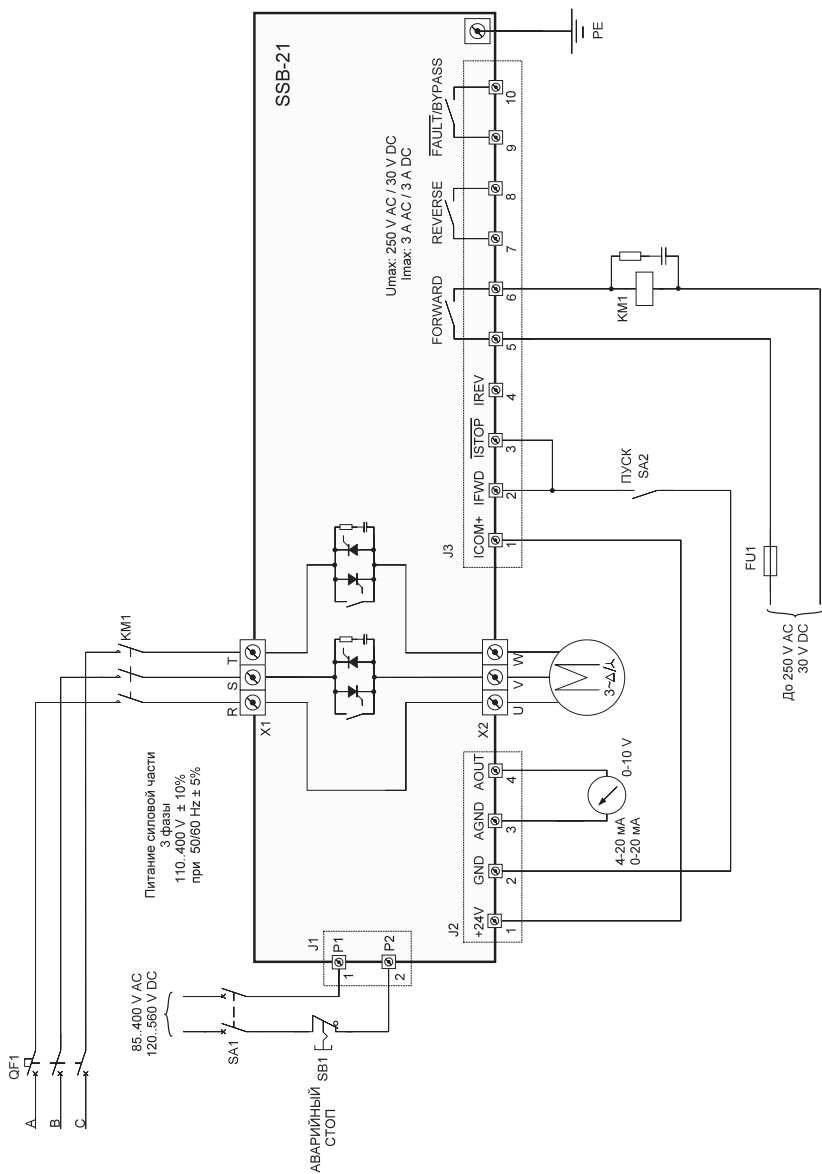 SSB-21
PE
QF1
A
B
C
Питание силовой части
3 фазы
110..400 V ± 10%
при 50/60 Hz ± 5%
KM1
R
S
T
X1
85..400 V AC
120..560 V DC
SA1
SB1
АВАРИЙНЫЙ
СТОП
J1
P1
1
P2
2
J2
+24V
GND
AGND
AOUT
1
2
3
4
4-20 мА
0-20 мА
0-10 V
X2
U
V
W
3~Δ/⅄
J3
ICOM+
IFWD
ISTOP
IREV
FORWARD
REVERSE
FAULT/BYPASS
Umax: 250 V AC / 30 V DC
Imax: 3 A AC / 3 A DC
1
2
3
4
5
6
7
8
9
10
ПУСК
SA2
KM1
FU1
До 250 V AC
30 V DC